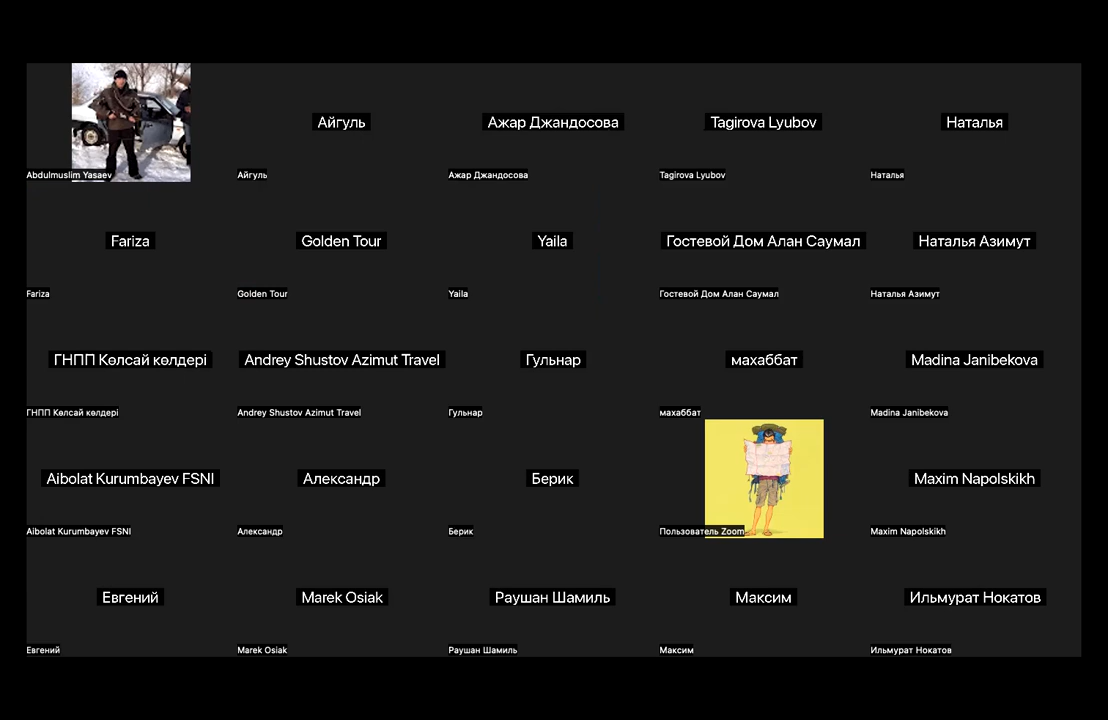 Abdulmuslim Yasaev
Айгуль
Айгуль
Ажар Джандосова
Ажар Джандосова
Tagirova Lyubov
Tagirova Lyubov
Наталья
Наталья
Fariza
Fariza
Golden Tour
Golden Tour
Yaila
Yaila
Гостевой Дом Алан Саумал
Гостевой Дом Алан Саумал
Наталья Азимут
Наталья Азимут
ГНПП Көлсай көлдері
ГНПП Көлсай көлдері
Andrey Shustov Azimut Travel
Andrey Shustov Azimut Travel
Гульнар
Гульнар
махаббат
махаббат
Madina Janibekova
Madina Janibekova
Aibolat Kurumbayev FSNI
Aibolat Kurumbayev FSNI
Александр
Александр
Берик
Берик
Пользователь Zoom
Maxim Napolskikh
Maxim Napolskikh
Евгений
Евгений
Marek Osiak
Marek Osiak
Раушан Шамиль
Раушан Шамиль
Максим
Максим
Ильмурат Нокатов
Ильмурат Нокатов